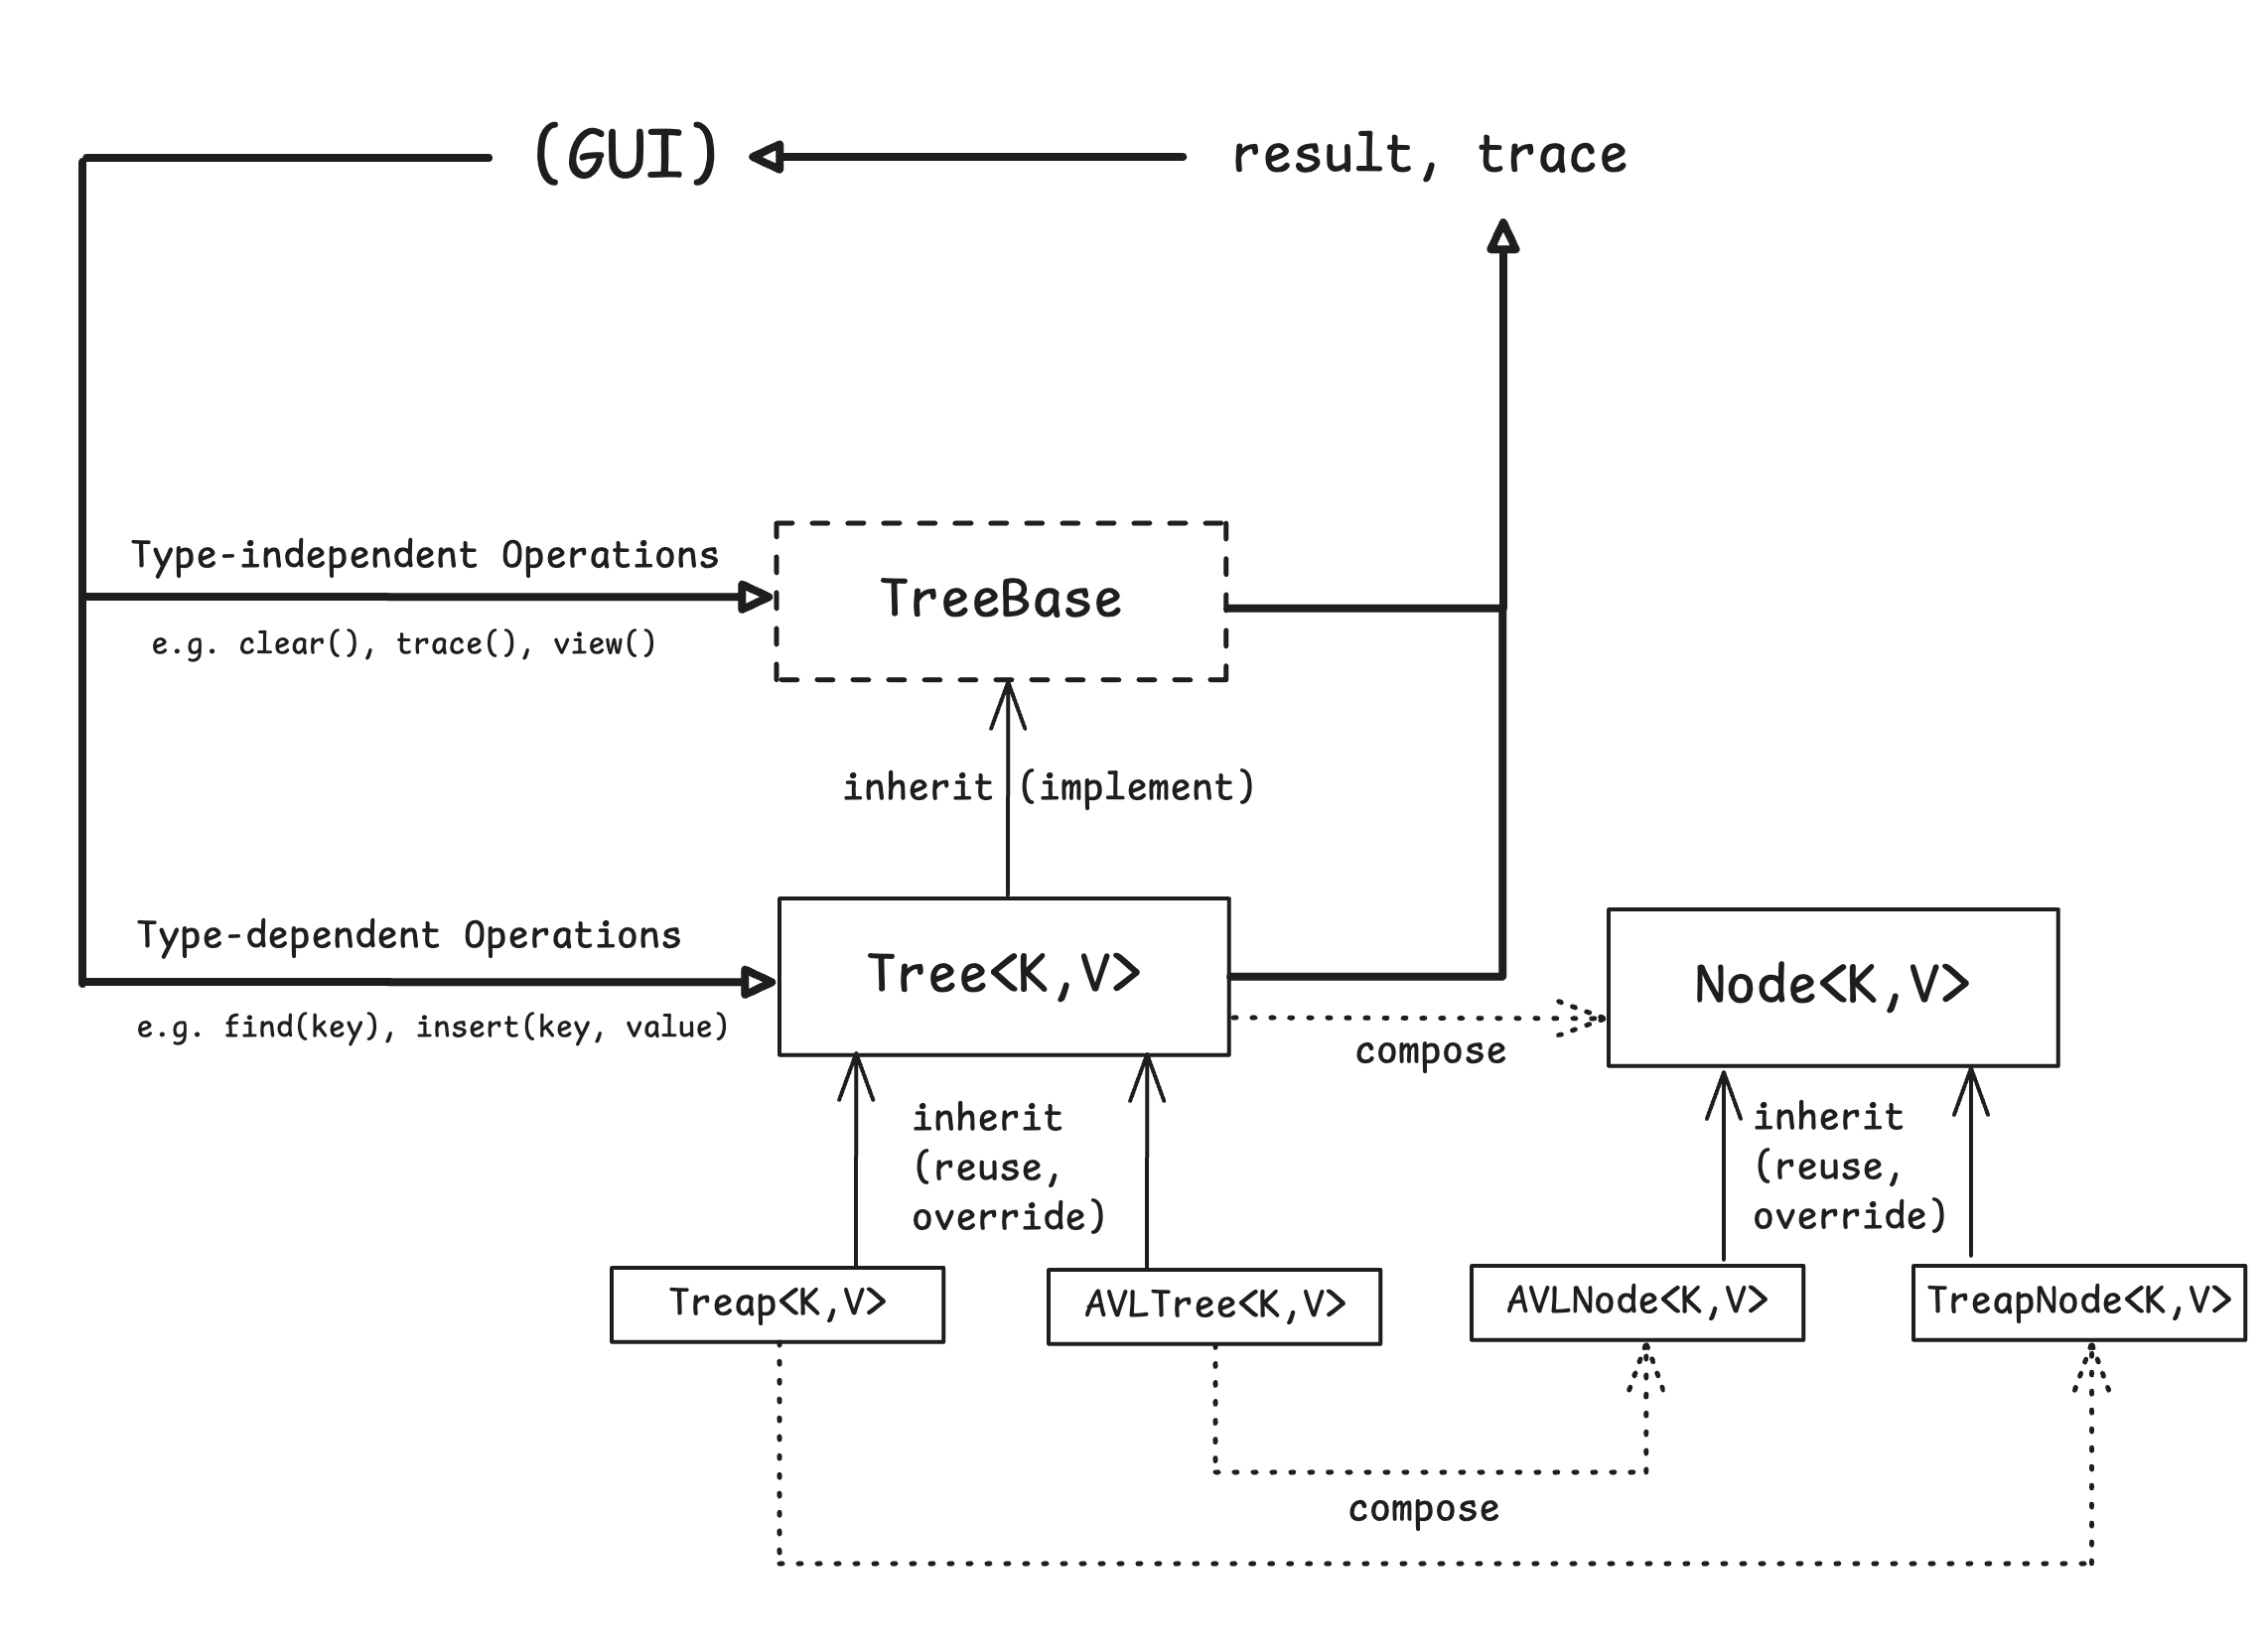 (GUI)
result, trace
Type-independent Operations
e.g. clear(), trace(), view()
TreeBase
inherit (implement)
Type-dependent Operations
e.g. find(key), insert(key, value)
Tree<K,V>
Node<K,V>
compose
inherit
(reuse,
override)
inherit
(reuse,
override)
Treap<K,V>
AVLTree<K,V>
AVLNode<K,V>
TreapNode<K,V>
compose